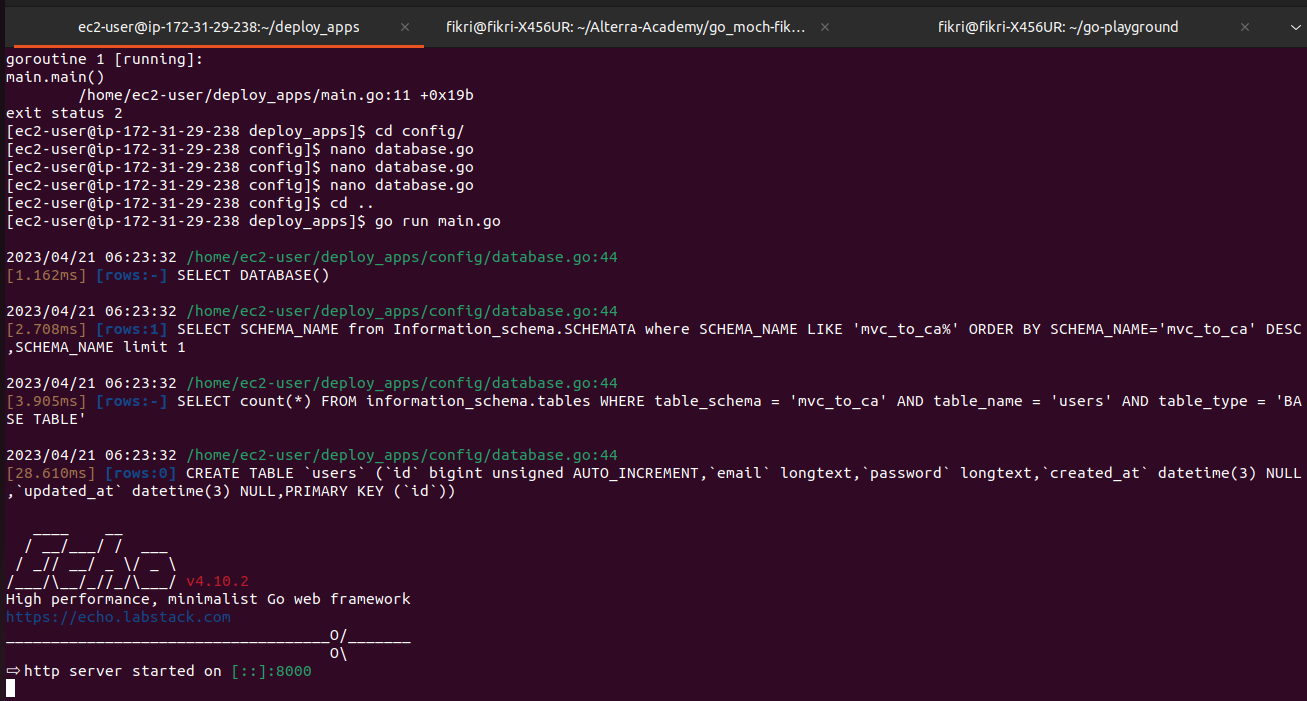 ec2-user@ip-172-31-29-238:~/deploy_apps × fikri@fikri-X456UR: ~/Alterra-Academy/go_moch-fik... × fikri@fikri-X456UR: ~/go-playground ×
goroutine 1 [running]:
main.main()
        /home/ec2-user/deploy_apps/main.go:11 +0x19b
exit status 2
[ec2-user@ip-172-31-29-238 deploy_apps]$ cd config/
[ec2-user@ip-172-31-29-238 config]$ nano database.go
[ec2-user@ip-172-31-29-238 config]$ nano database.go
[ec2-user@ip-172-31-29-238 config]$ nano database.go
[ec2-user@ip-172-31-29-238 config]$ cd ..
[ec2-user@ip-172-31-29-238 deploy_apps]$ go run main.go

2023/04/21 06:23:32 /home/ec2-user/deploy_apps/config/database.go:44
[1.162ms] [rows:-] SELECT DATABASE()

2023/04/21 06:23:32 /home/ec2-user/deploy_apps/config/database.go:44
[2.708ms] [rows:1] SELECT SCHEMA_NAME from Information_schema.SCHEMATA where SCHEMA_NAME LIKE 'mvc_to_ca%' ORDER BY SCHEMA_NAME='mvc_to_ca' DESC
,SCHEMA_NAME limit 1

2023/04/21 06:23:32 /home/ec2-user/deploy_apps/config/database.go:44
[3.905ms] [rows:-] SELECT count(*) FROM information_schema.tables WHERE table_schema = 'mvc_to_ca' AND table_name = 'users' AND table_type = 'BA
SE TABLE'

2023/04/21 06:23:32 /home/ec2-user/deploy_apps/config/database.go:44
[28.610ms] [rows:0] CREATE TABLE `users` (`id` bigint unsigned AUTO_INCREMENT,`email` longtext,`password` longtext,`created_at` datetime(3) NULL
,`updated_at` datetime(3) NULL,PRIMARY KEY (`id`))

   ____    __
  / __/___/ /  ___
 / _// __/ _ \/ _ \
/___/\__/_//_/\___/ v4.10.2
High performance, minimalist Go web framework
https://echo.labstack.com
____________________________________O/_______
                                    O\
⇨ http server started on [::]:8000